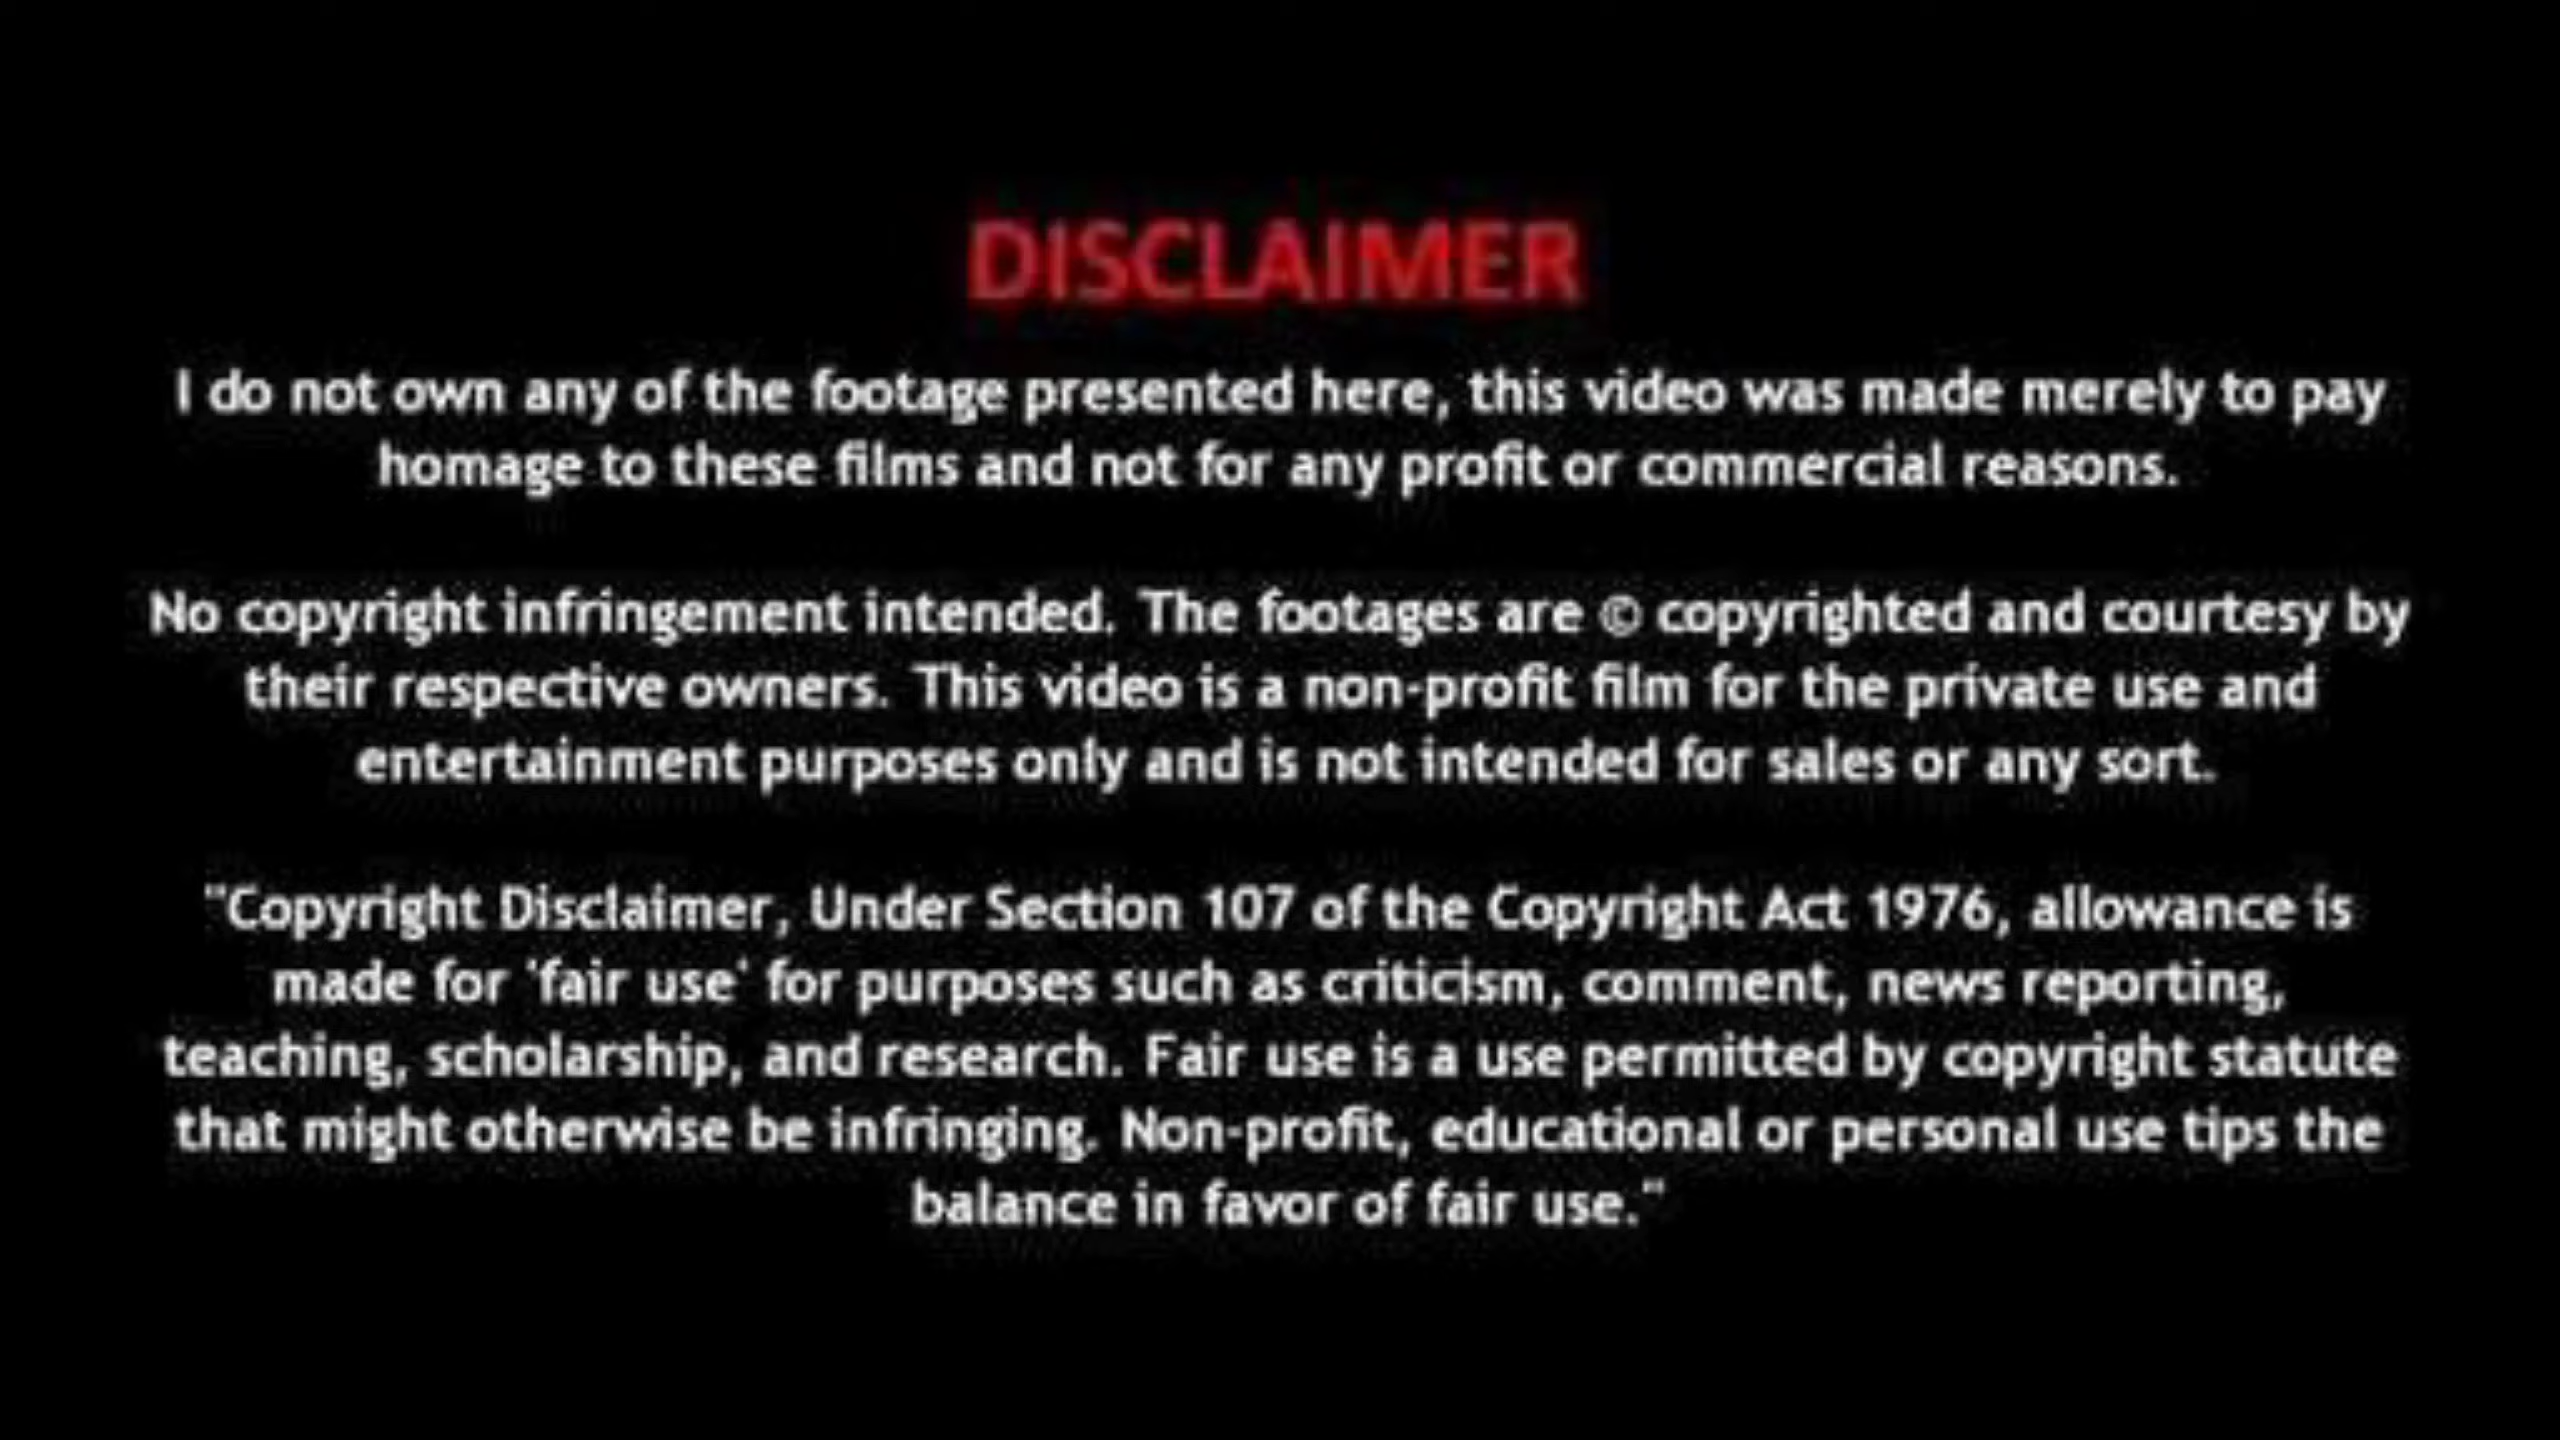 DISCLAIMER
I do not own any of the footage presented here, this video was made merely to pay
homage to these films and not for any profit or commercial reasons.
No copyright infringement intended. The footages are © copyrighted and courtesy by
their respective owners. This video is a non-profit film for the private use and
entertainment purposes only and is not intended for sales or any sort.
"Copyright Disclaimer, Under Section 107 of the Copyright Act 1976, allowance is
made for 'fair use' for purposes such as criticism, comment, news reporting,
teaching, scholarship, and research. Fair use is a use permitted by copyright statute
that might otherwise be infringing. Non-profit, educational or personal use tips the
balance in favor of fair use."